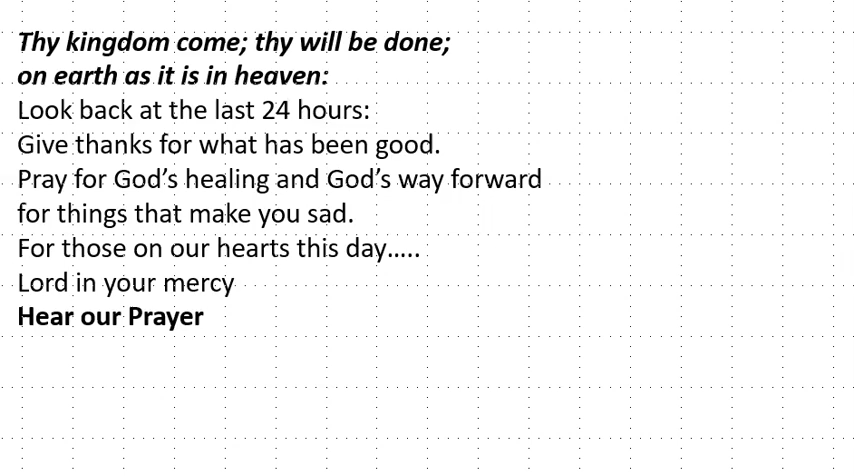 Thy kingdom come; thy will be done;
on earth as it is in heaven:
Look back at the last 24 hours:
Give thanks for what has been good.
Pray for God’s healing and God’s way forward
for things that make you sad.
For those on our hearts this day.....
Lord in your mercy
Hear our Prayer